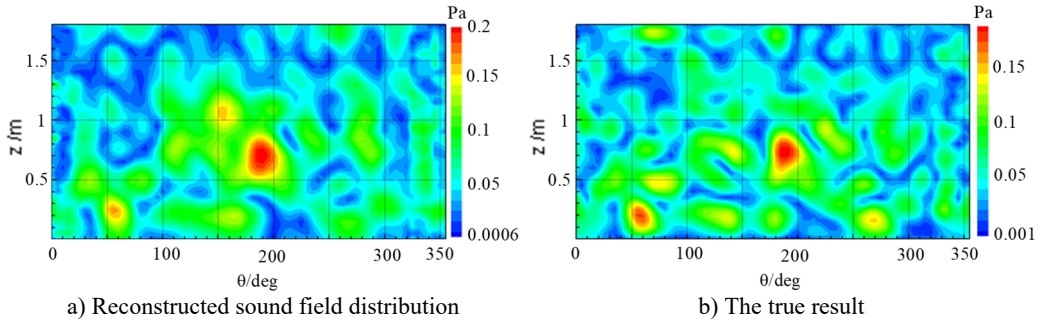 Pa
0.2
0.15
0.1
0.05
0.0006
1.5
1
0.5
z /m
0 100 200 300 350
θ/deg
a) Reconstructed sound field distribution
Pa
0.15
0.1
0.05
0.001
1.5
1
0.5
z /m
0 100 200 300 350
θ/deg
b) The true result